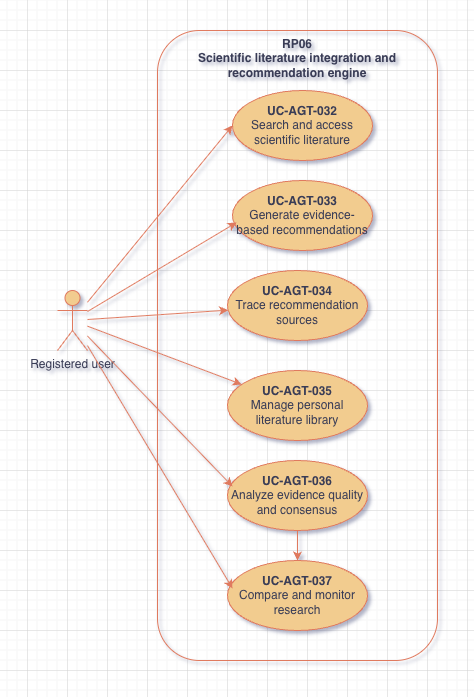 RP06
Scientific literature integration and
recommendation engine
UC-AGT-032
Search and access
scientific literature
UC-AGT-033
Generate evidence-
based recommendations
UC-AGT-034
Trace recommendation
sources
Registered user
UC-AGT-035
Manage personal
literature library
UC-AGT-036
Analyze evidence quality
and consensus
UC-AGT-037
Compare and monitor
research